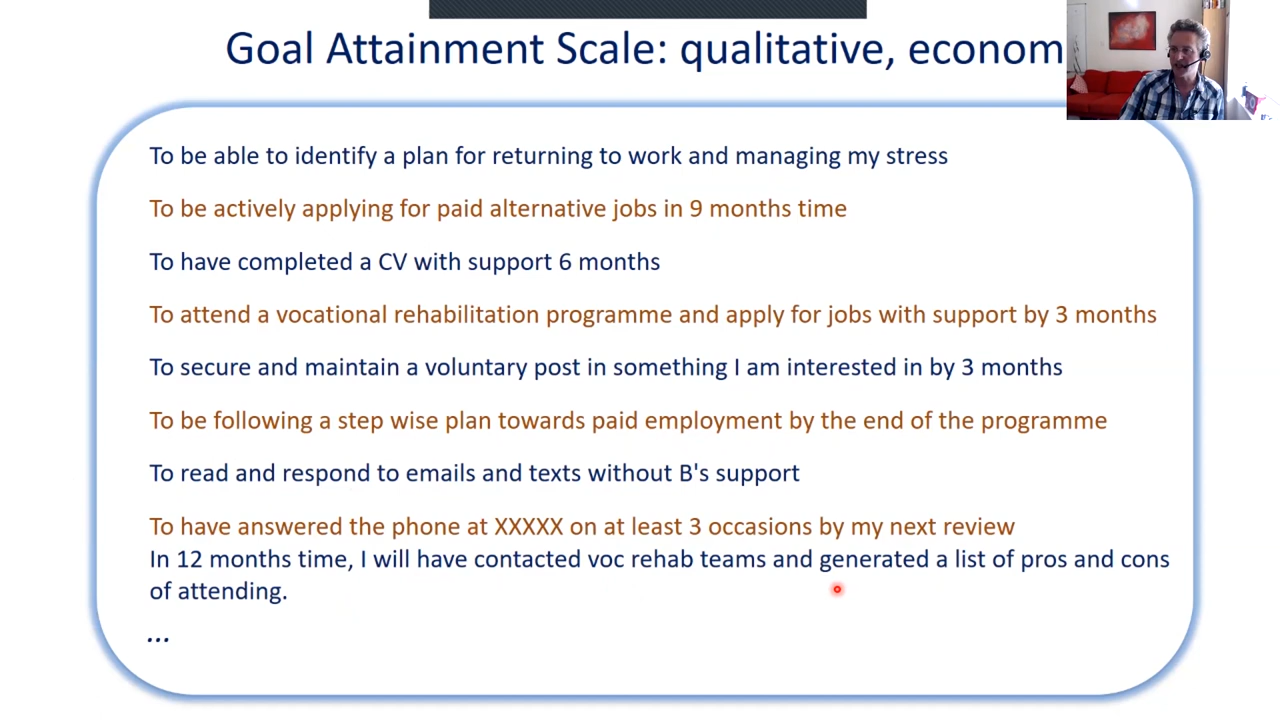 Goal Attainment Scale: qualitative, econom
To be able to identify a plan for returning to work and managing my stress
To be actively applying for paid alternative jobs in 9 months time
To have completed a CV with support 6 months
To attend a vocational rehabilitation programme and apply for jobs with support by 3 months
To secure and maintain a voluntary post in something I am interested in by 3 months
To be following a step wise plan towards paid employment by the end of the programme
To read and respond to emails and texts without B's support
To have answered the phone at XXXXX on at least 3 occasions by my next review
In 12 months time, I will have contacted voc rehab teams and generated a list of pros and cons
of attending.
...